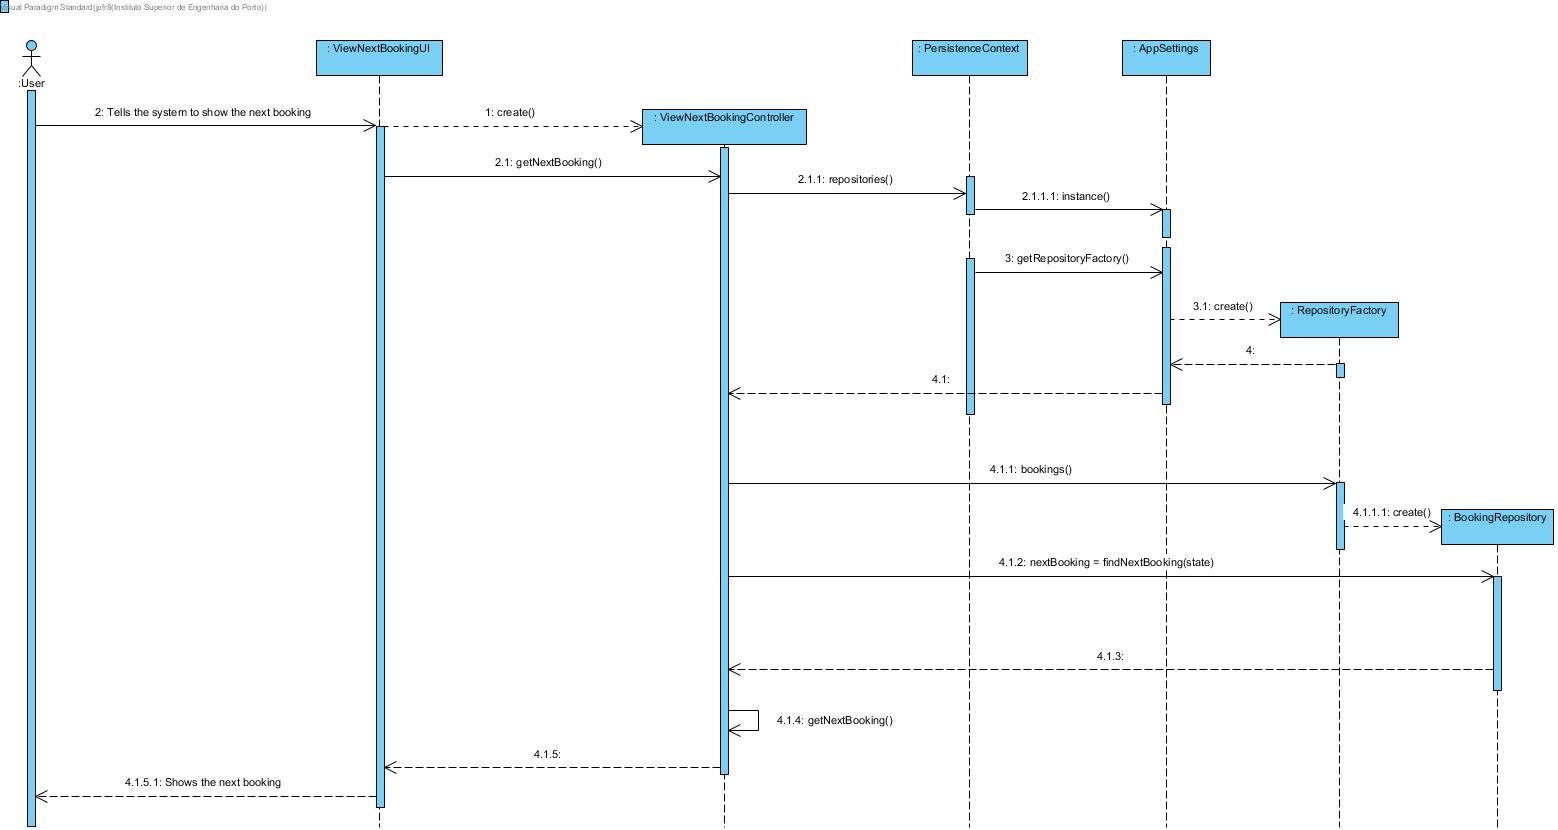 Visual Paradigm Standard(jpfr8(Instituto Superior de Engenharia do Porto))
:User
: ViewNextBookingUI
: PersistenceContext
: AppSettings
2: Tells the system to show the next booking
1: create()
: ViewNextBookingController
2.1: getNextBooking()
2.1.1: repositories()
2.1.1.1: instance()
3: getRepositoryFactory()
3.1: create()
: RepositoryFactory
4:
4.1:
4.1.1: bookings()
4.1.1.1: create()
: BookingRepository
4.1.2: nextBooking = findNextBooking(state)
4.1.3:
4.1.4: getNextBooking()
4.1.5:
4.1.5.1: Shows the next booking